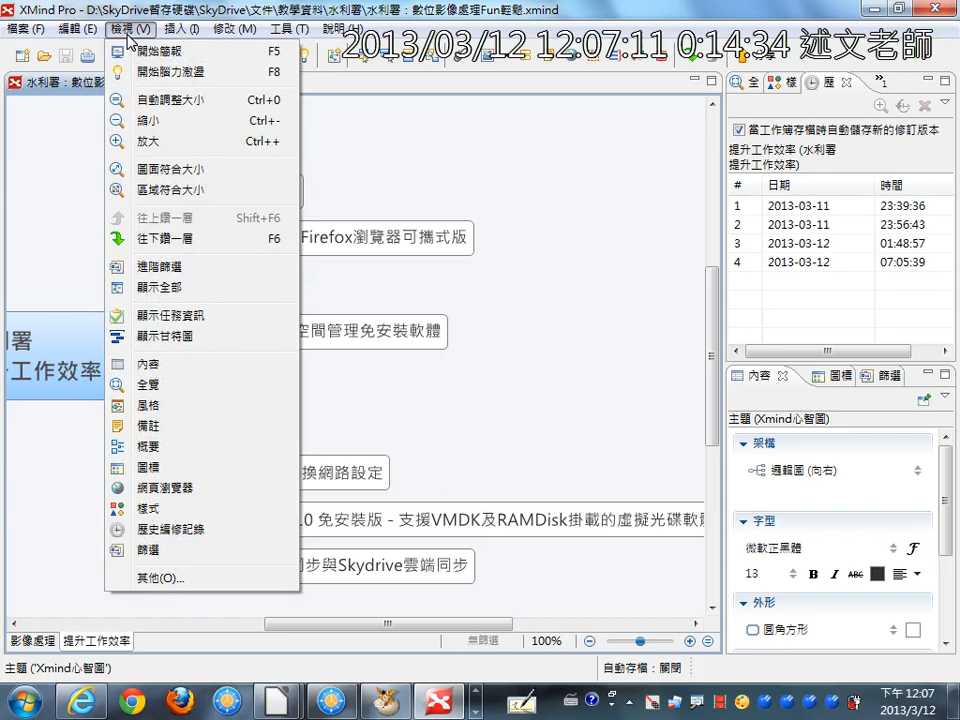 XMind Pro - D:\SkyDrive暫存硬碟\SkyDrive\文件\教學資料\水利署\水利署：數位影像處理Fun輕鬆.xmind
檔案 (F) 編輯 (E) 檢視 (V) 插入 (I) 修改 (M) 工具 (T) 說明 (H)
2013/03/12 12:07:11 0:14:34 述文老師
水利署：數位影
開始簡報 F5
開始腦力激盪 F8
自動調整大小 Ctrl+0
縮小 Ctrl+-
放大 Ctrl++
圖面符合大小
區域符合大小
往上鑽一層 Shift+F6
往下鑽一層 F6
進階篩選
顯示全部
顯示任務資訊
顯示甘特圖
內容
全覽
風格
備註
概要
圖標
網頁瀏覽器
樣式
歷史編修記錄
篩選
其他(O)...
署
工作效率
Firefox瀏覽器可攜式版
空間管理免安裝軟體
換網路設定
.0 免安裝版 - 支援VMDK及RAMDisk掛載的虛擬光碟軟
步與Skydrive雲端同步
全 樣 歷 1
當工作簿存檔時自動儲存新的修訂版本
提升工作效率 (水利署
提升工作效率)
# 日期 時間
1 2013-03-11 23:39:36
2 2013-03-11 23:56:43
3 2013-03-12 01:48:57
4 2013-03-12 07:05:39
內容 圖標 篩選
主題 (Xmind心智圖)
架構
邏輯圖 (向右)
字型
微軟正黑體
13 B I ABC
外形
圓角方形
影像處理 提升工作效率
無篩選 100%
主題 ('Xmind心智圖')
自動存檔：關閉
下午 12:07
2013/3/12